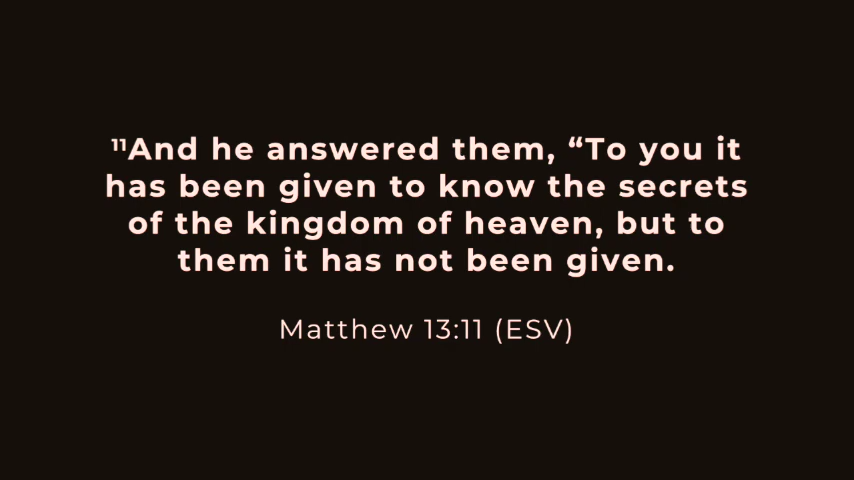 ¹¹And he answered them, “To you it
has been given to know the secrets
of the kingdom of heaven, but to
them it has not been given.
Matthew 13:11 (ESV)